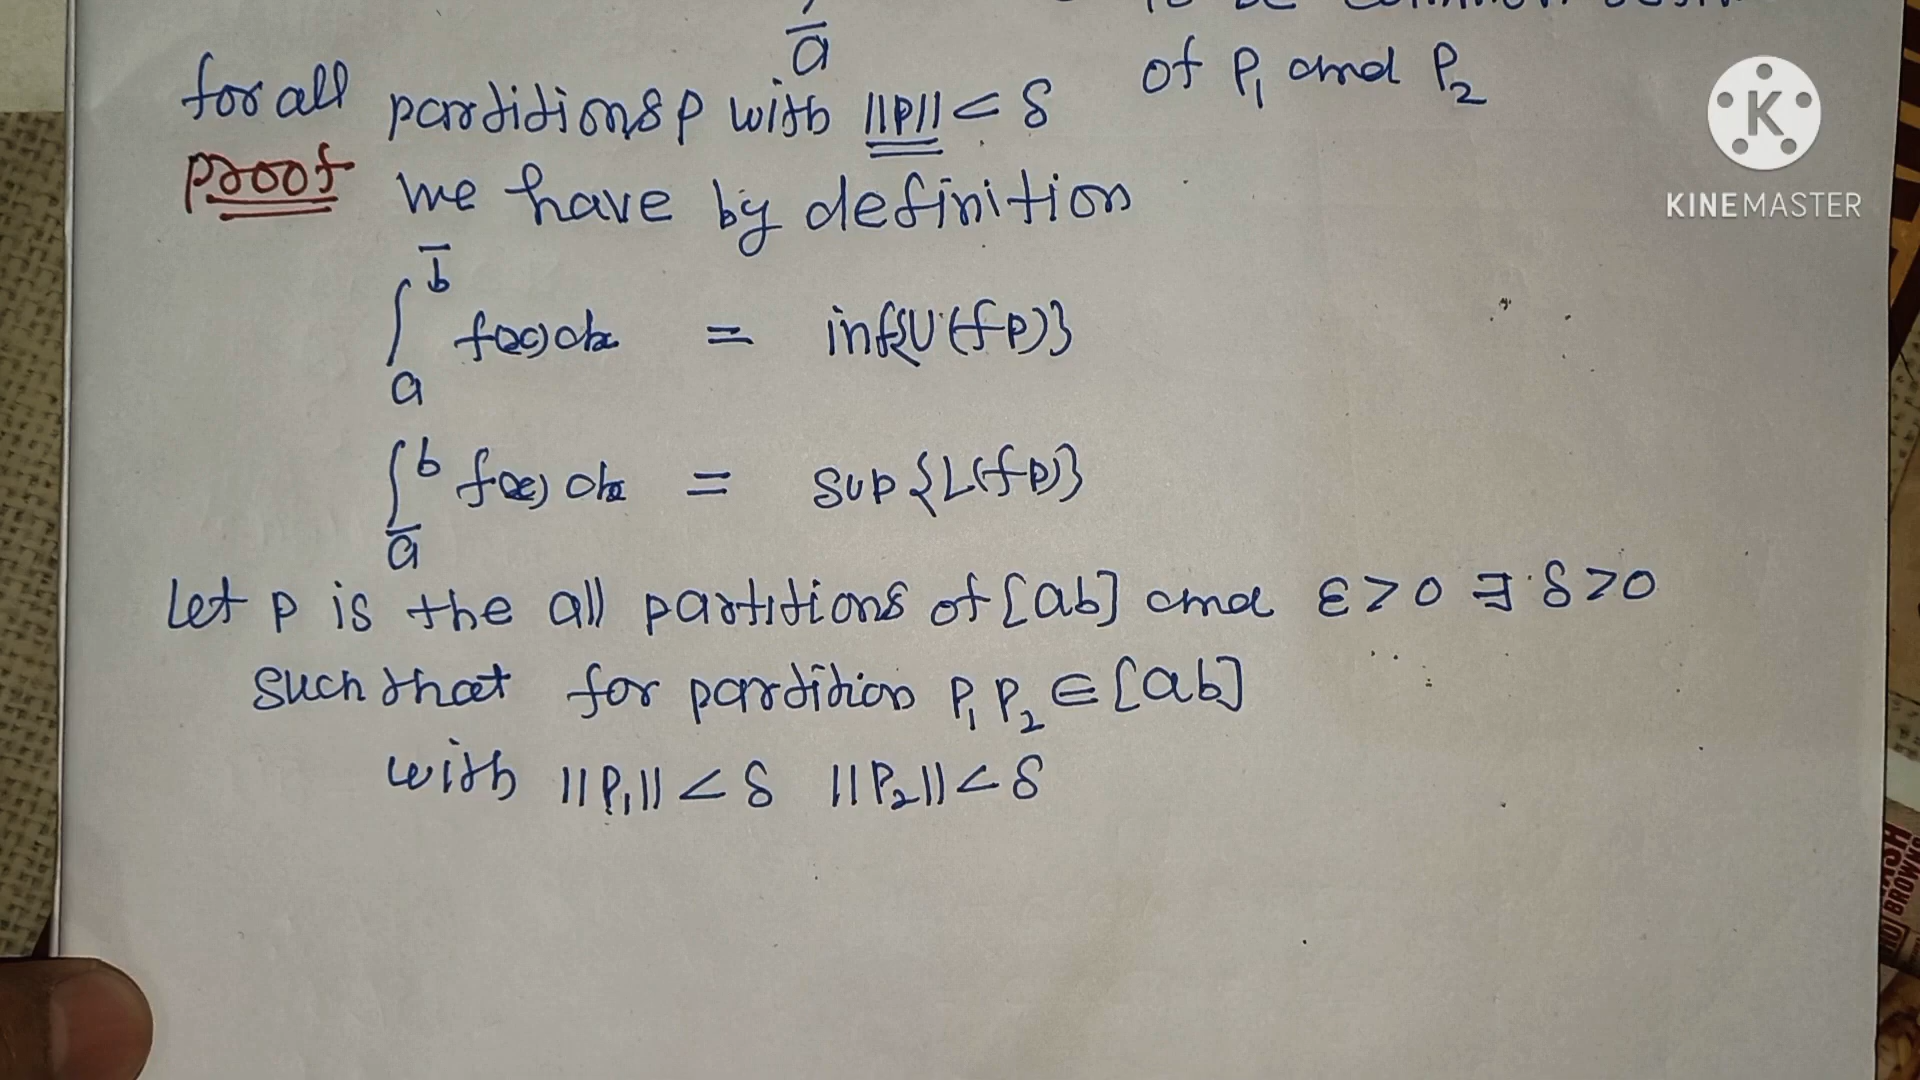 of P₁ and P₂
for all partitions P with ||P|| < δ
Proof we have by definition
∫ₐ^b̅ f(x)dx = inf{U(f P)}
∫a̲^b f(x)dx = sup{L(f P)}
Let P is the all partitions of [ab] and ε>0 ∃ δ>0
such that for partition P₁ P₂ ∈ [ab]
with ||P₁|| < δ ||P₂|| < δ
K
KINEMASTER
BROWNS